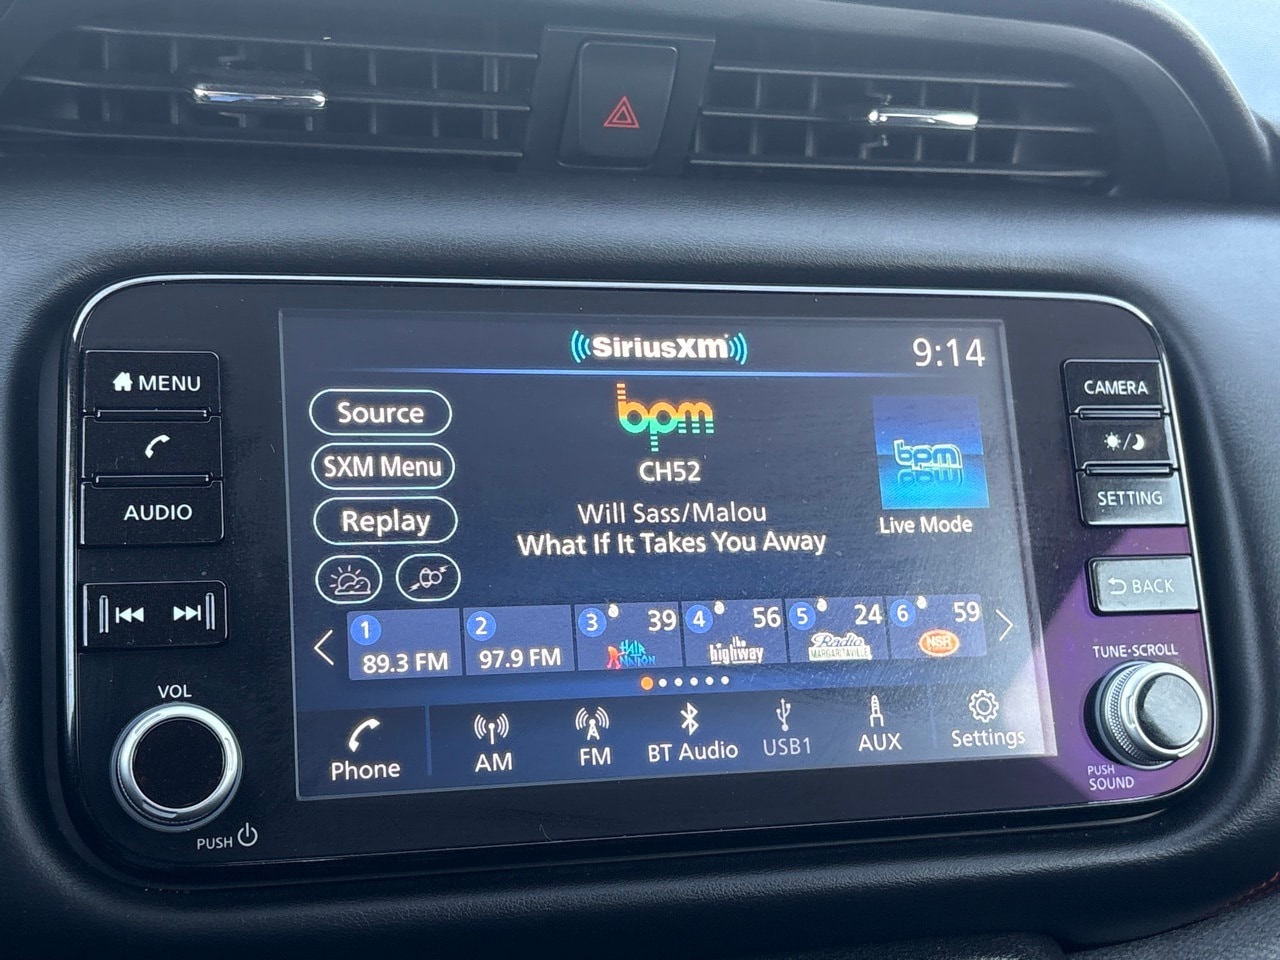 MENU
AUDIO
VOL
PUSH
SiriusXM
9:14
Source
SXM Menu
Replay
bpm
CH52
Will Sass/Malou
What If It Takes You Away
bpm
Live Mode
1
89.3 FM
2
97.9 FM
3
39
HAIR
NATION
4
56
the
highway
5
24
Radio
MARGARITAVILLE
6
59
NSR
Phone
AM
FM
BT Audio
USB1
AUX
Settings
CAMERA
SETTING
BACK
TUNE·SCROLL
PUSH
SOUND